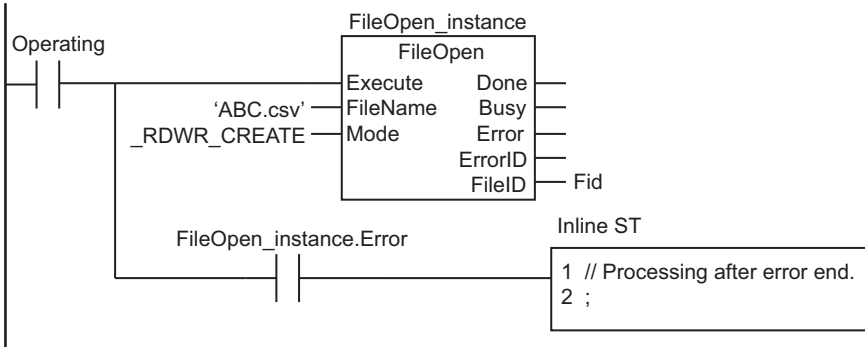 FileOpen_instance
Operating
FileOpen
Execute Done
'ABC.csv' FileName Busy
_RDWR_CREATE Mode Error
ErrorID
FileID Fid
Inline ST
FileOpen_instance.Error
1 // Processing after error end.
2 ;